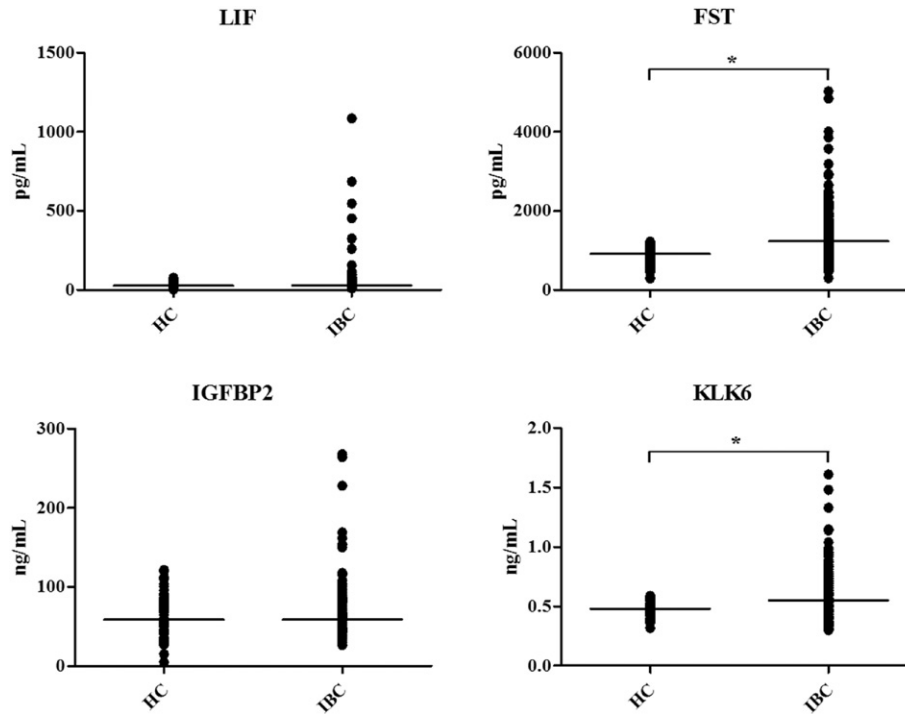 LIF
1500
1000
500
0
pg/mL
HC
IBC
FST
6000
4000
2000
0
pg/mL
*
HC
IBC
IGFBP2
300
200
100
0
ng/mL
HC
IBC
KLK6
2.0
1.5
1.0
0.5
0.0
ng/mL
*
HC
IBC